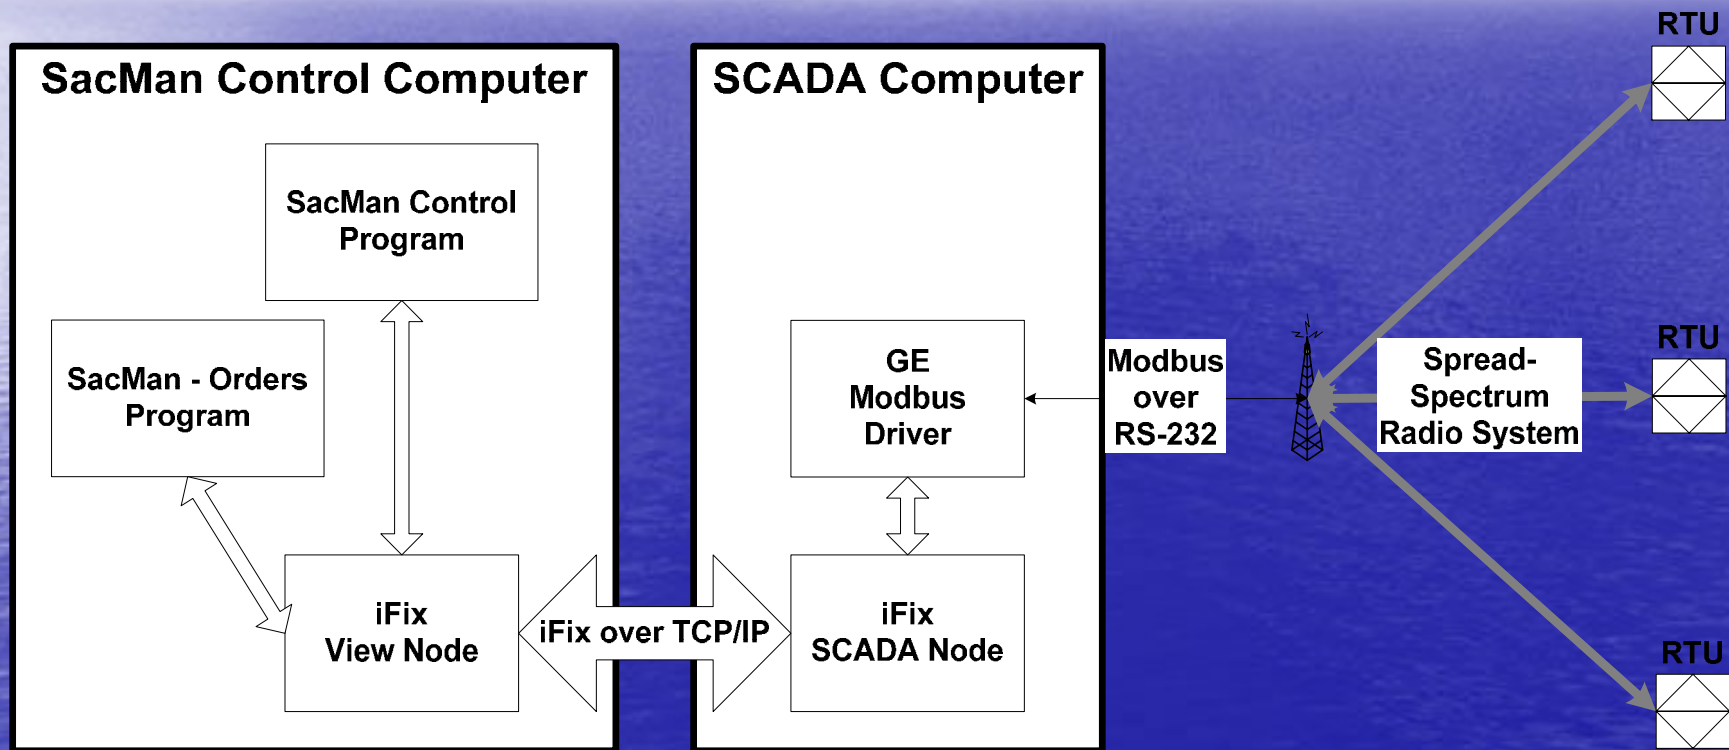 SacMan Control Computer
SacMan Control
Program
SacMan - Orders
Program
iFix
View Node
iFix over TCP/IP
SCADA Computer
GE
Modbus
Driver
iFix
SCADA Node
Modbus
over
RS-232
Spread-
Spectrum
Radio System
RTU
RTU
RTU